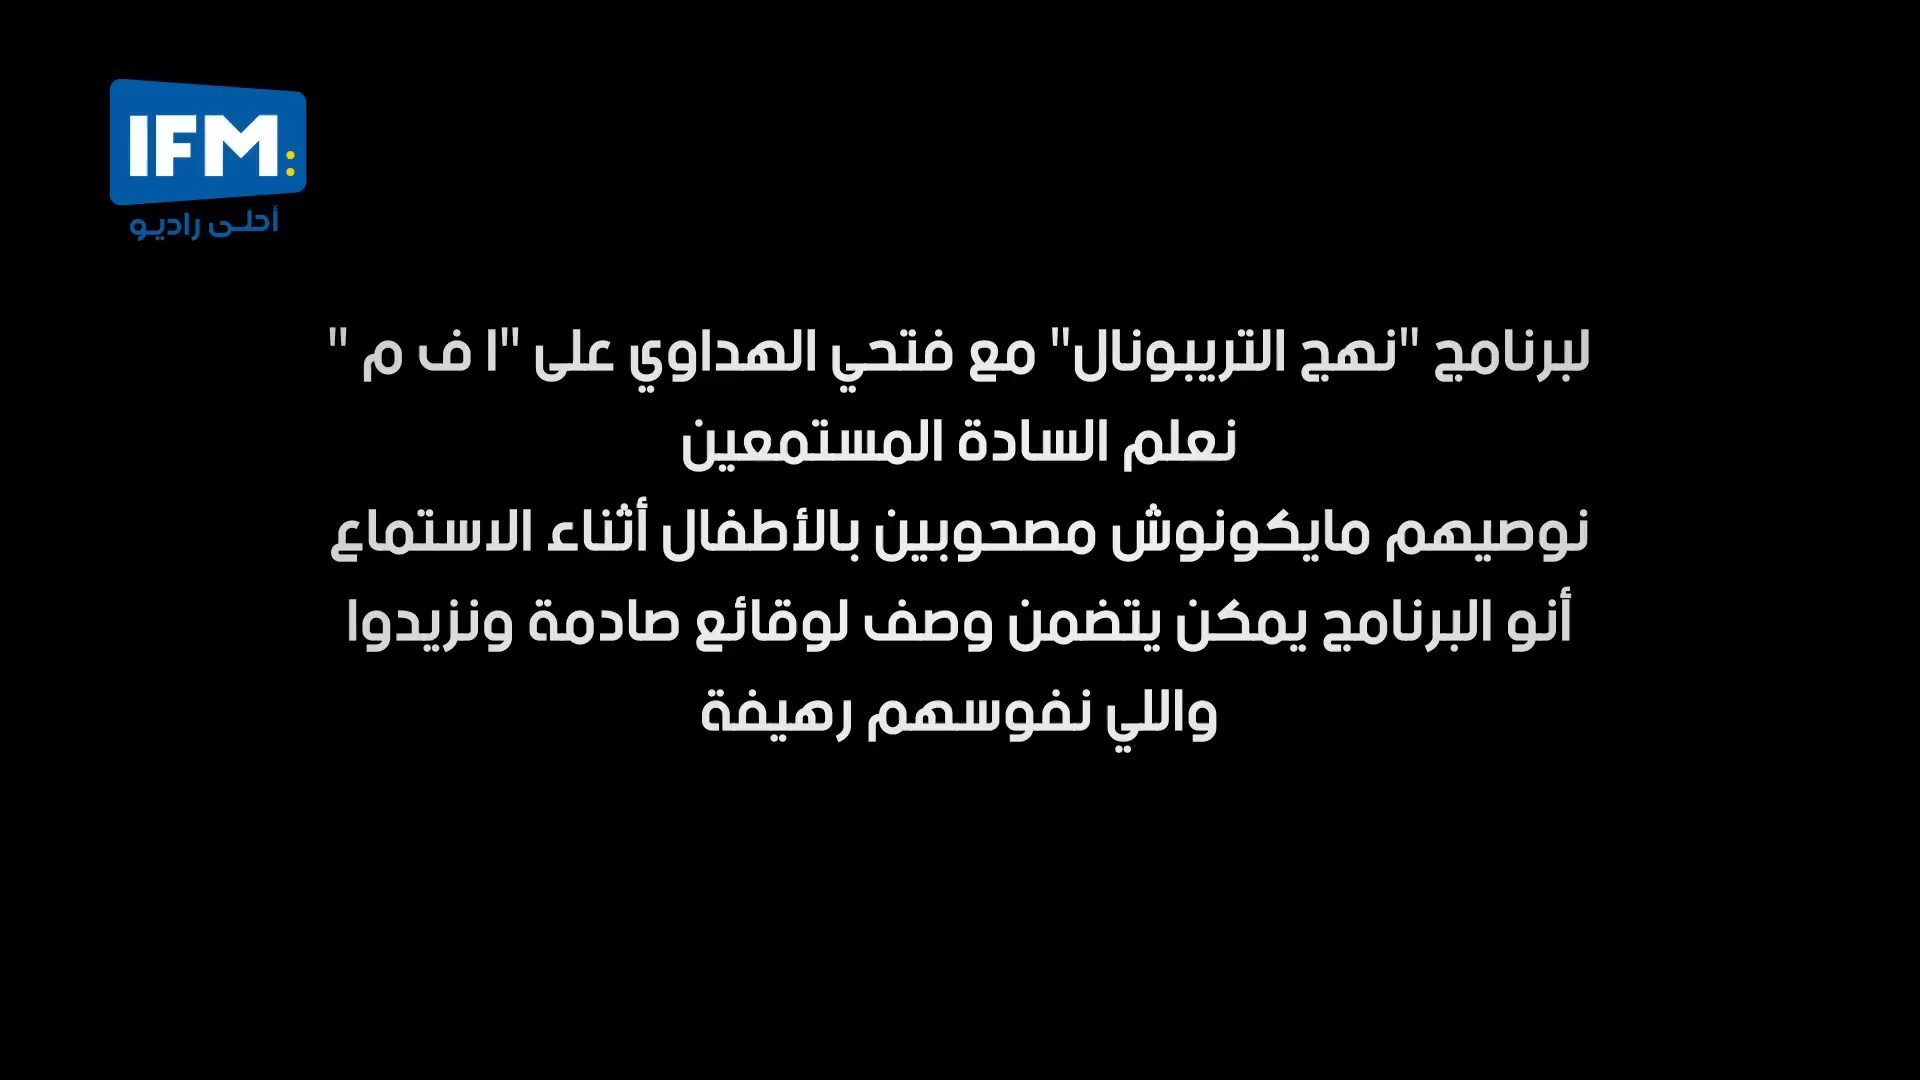 IFM:
أحلى راديو
لبرنامج "نهج التريبونال" مع فتحي الهداوي على "ا ف م "
نعلم السادة المستمعين
نوصيهم مايكونوش مصحوبين بالأطفال أثناء الاستماع
أنو البرنامج يمكن يتضمن وصف لوقائع صادمة ونزيدوا
واللي نفوسهم رهيفة